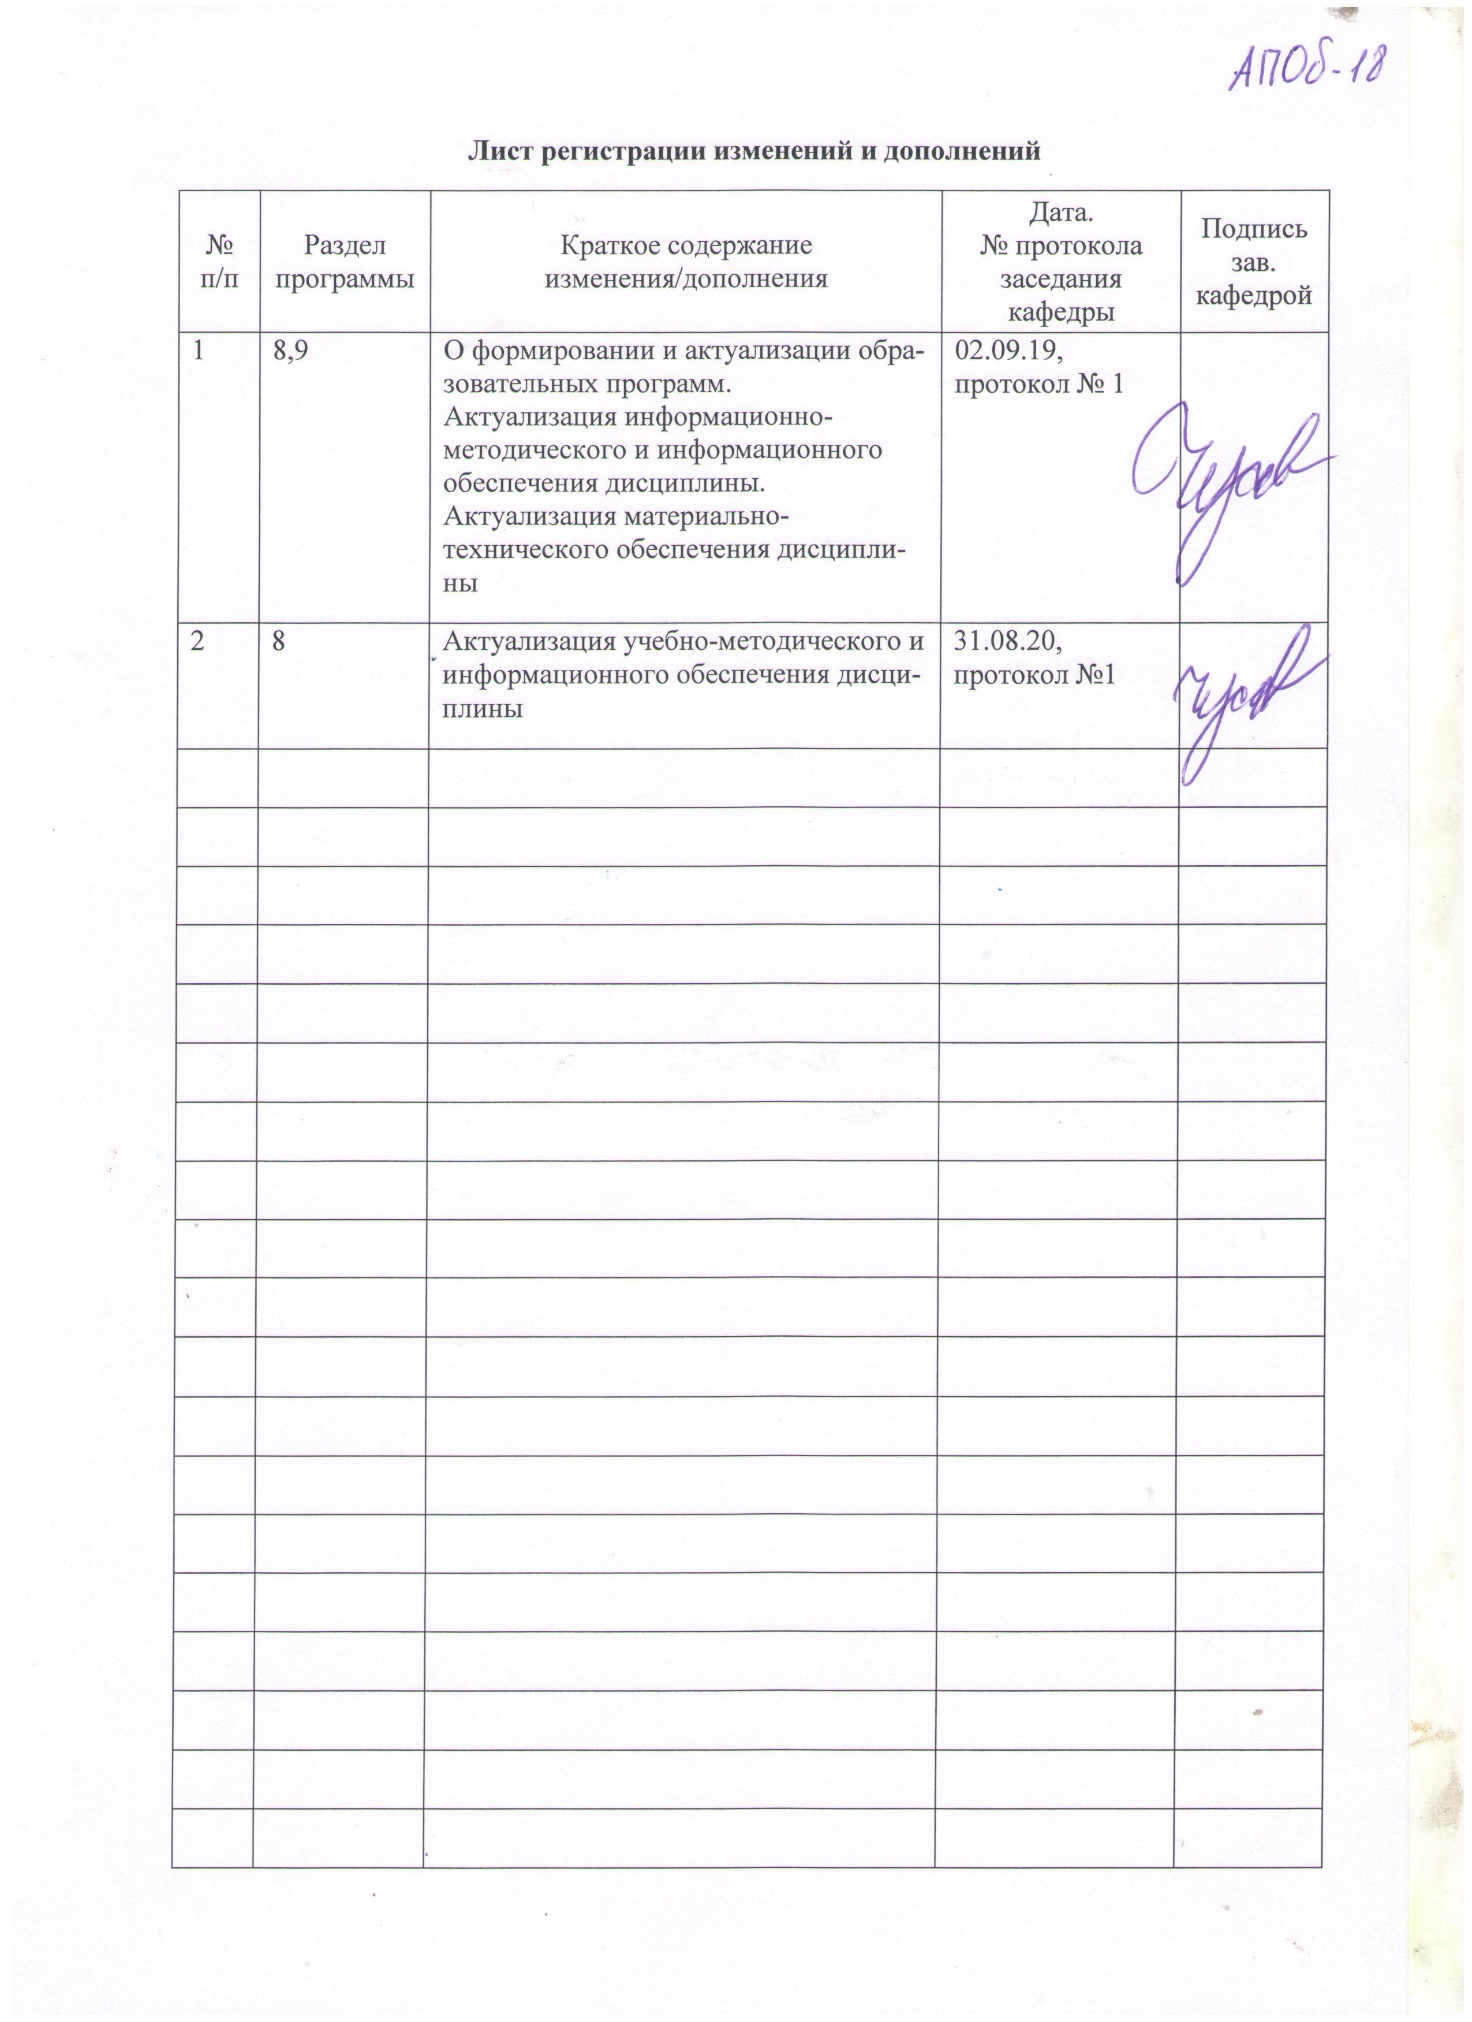 АПОб-18
Лист регистрации изменений и дополнений
№
п/п
Раздел
программы
Краткое содержание
изменения/дополнения
Дата.
№ протокола
заседания
кафедры
Подпись
зав.
кафедрой
1
8,9
О формировании и актуализации обра-
зовательных программ.
Актуализация информационно-
методического и информационного
обеспечения дисциплины.
Актуализация материально-
технического обеспечения дисципли-
ны
02.09.19,
протокол № 1
2
8
Актуализация учебно-методического и
информационного обеспечения дисци-
плины
31.08.20,
протокол №1